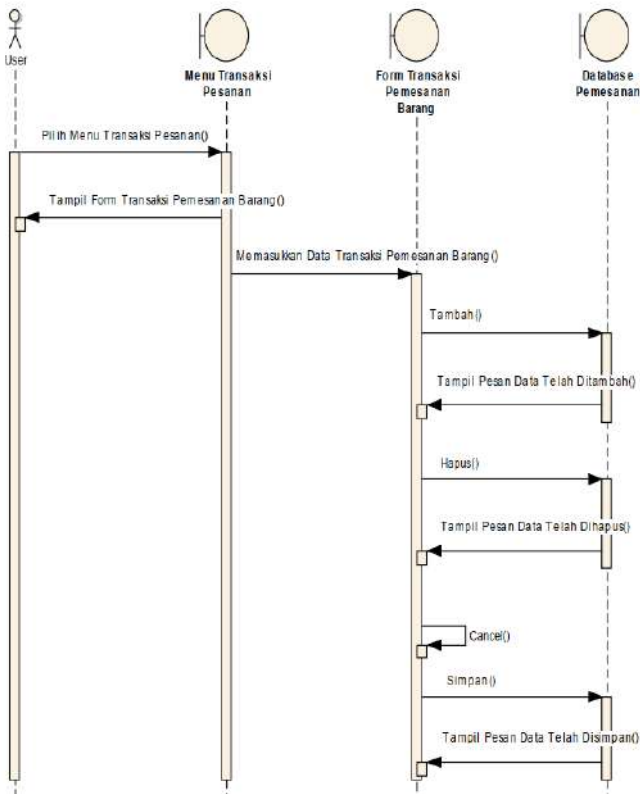 User
Menu Transaksi
Pesanan
Form Transaksi
Pemesanan
Barang
Database
Pemesanan
Pilih Menu Transaksi Pesanan()
Tampil Form Transaksi Pemesanan Barang()
Memasukkan Data Transaksi Pemesanan Barang()
Tambah()
Tampil Pesan Data Telah Ditambah()
Hapus()
Tampil Pesan Data Telah Dihapus()
Cancel()
Simpan()
Tampil Pesan Data Telah Disimpan()